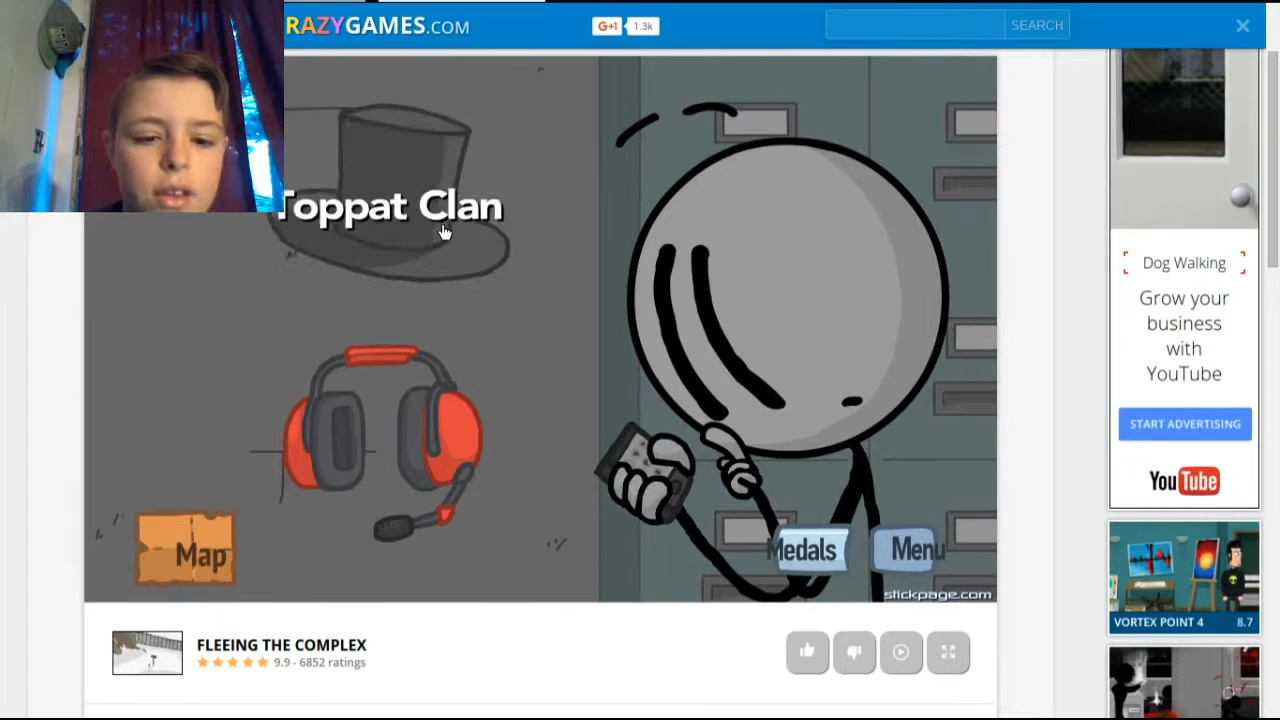 RAZYGAMES.COM
G+1 1.3k
SEARCH
Toppat Clan
Map
Medals
Menu
stickpage.com
FLEEING THE COMPLEX
9.9 - 6852 ratings
Dog Walking
Grow your
business
with
YouTube
START ADVERTISING
YouTube
VORTEX POINT 4 8.7